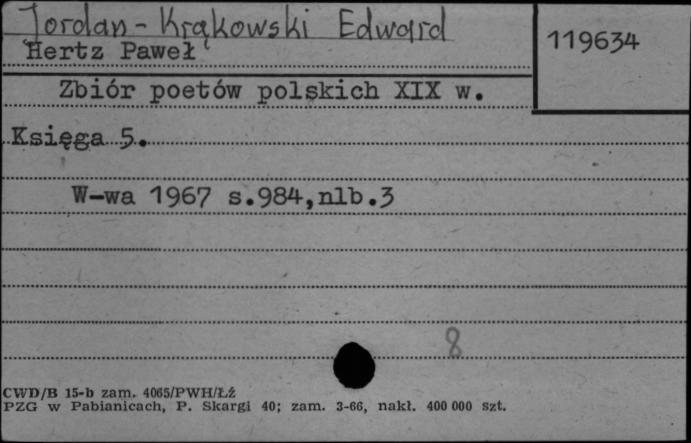 Jordan-Krąkowski Edward
Hertz Paweł
119634
Zbiór poetów polskich XIX w.
Księga 5.
W-wa 1967 s.984,nlb.3
8
CWD/B 15-b zam. 4065/PWH/Łź
PZG w Pabianicach, P. Skargi 40; zam. 3-66, nakł. 400 000 szt.